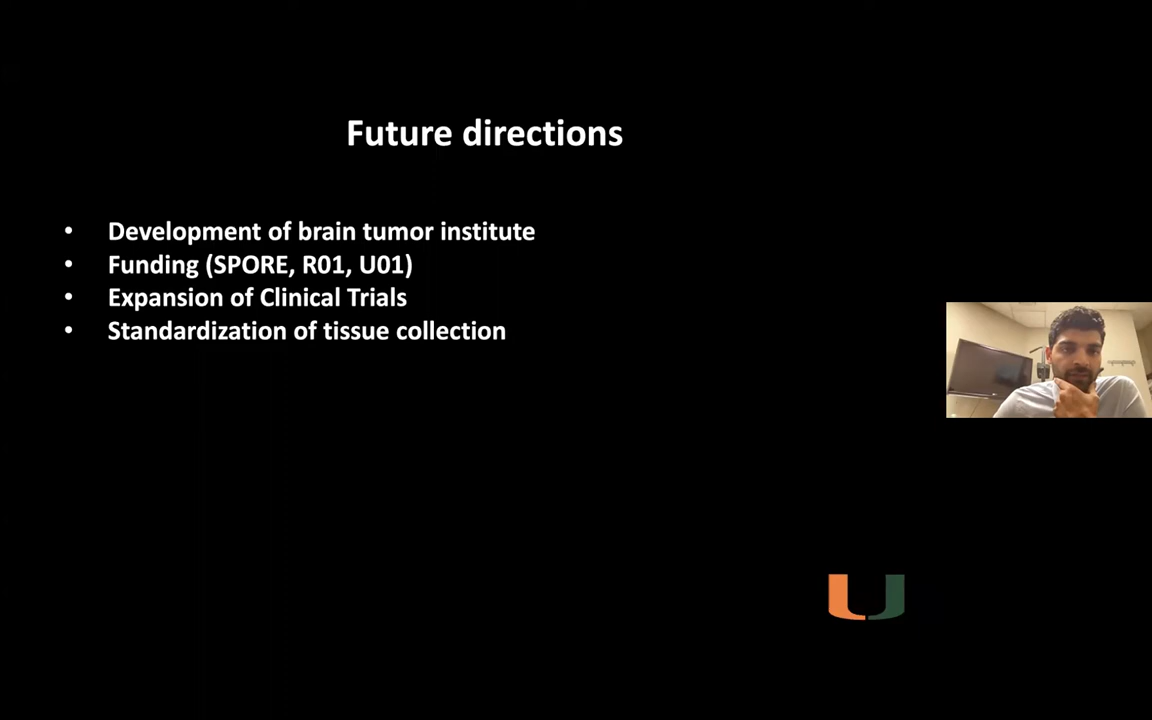 Future directions
• Development of brain tumor institute
• Funding (SPORE, R01, U01)
• Expansion of Clinical Trials
• Standardization of tissue collection